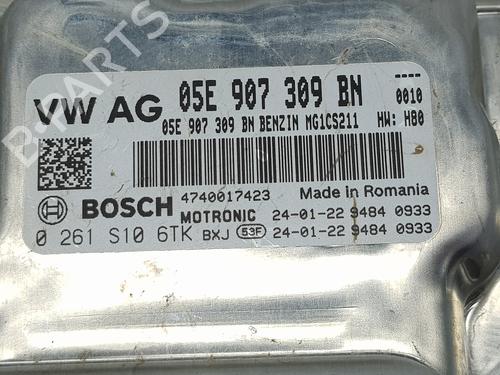 B-PARTS
VW AG 05E 907 309 BN ----
0010
05E 907 309 BN BENZIN MG1CS211 HW: H80
4740017423 Made in Romania
BOSCH MOTRONIC 24-01-22 9484 0933
0 261 S10 6TK BXJ 53F 24-01-22 9484 0933